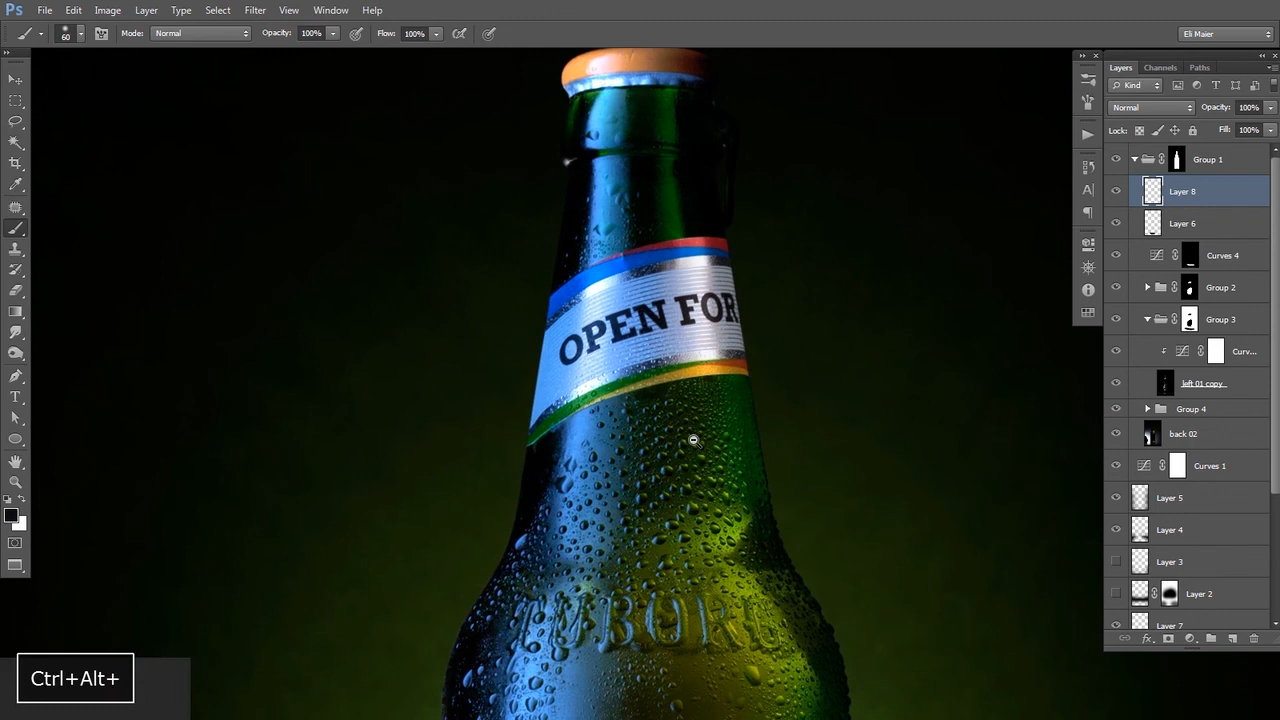 Ps File Edit Image Layer Type Select Filter View Window Help
60 Mode: Normal Opacity: 100% Flow: 100% Eli Maier
Layers Channels Paths
Kind
Normal Opacity: 100%
Lock: Fill: 100%
Group 1
Layer 8
Layer 6
Curves 4
Group 2
Group 3
Curv...
left 01 copy
Group 4
back 02
Curves 1
Layer 5
Layer 4
Layer 3
Layer 2
Layer 7
OPEN FOR
TUBORG
Ctrl+Alt+